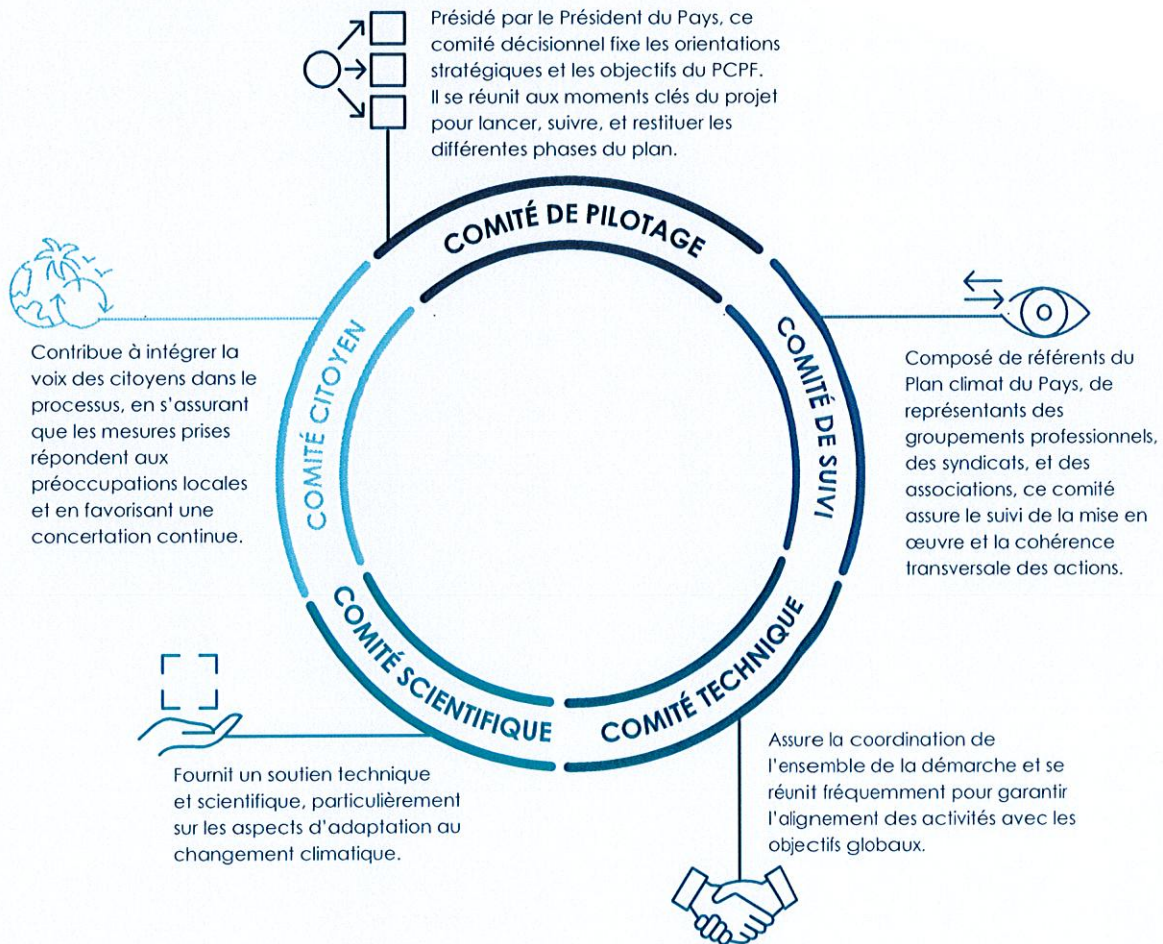 Présidé par le Président du Pays, ce
comité décisionnel fixe les orientations
stratégiques et les objectifs du PCPF.
Il se réunit aux moments clés du projet
pour lancer, suivre, et restituer les
différentes phases du plan.
COMITÉ DE PILOTAGE
COMITÉ DE SUIVI
Composé de référents du
Plan climat du Pays, de
représentants des
groupements professionnels,
des syndicats, et des
associations, ce comité
assure le suivi de la mise en
œuvre et la cohérence
transversale des actions.
COMITÉ TECHNIQUE
Assure la coordination de
l'ensemble de la démarche et se
réunit fréquemment pour garantir
l'alignement des activités avec les
objectifs globaux.
COMITÉ SCIENTIFIQUE
Fournit un soutien technique
et scientifique, particulièrement
sur les aspects d'adaptation au
changement climatique.
COMITÉ CITOYEN
Contribue à intégrer la
voix des citoyens dans le
processus, en s'assurant
que les mesures prises
répondent aux
préoccupations locales
et en favorisant une
concertation continue.